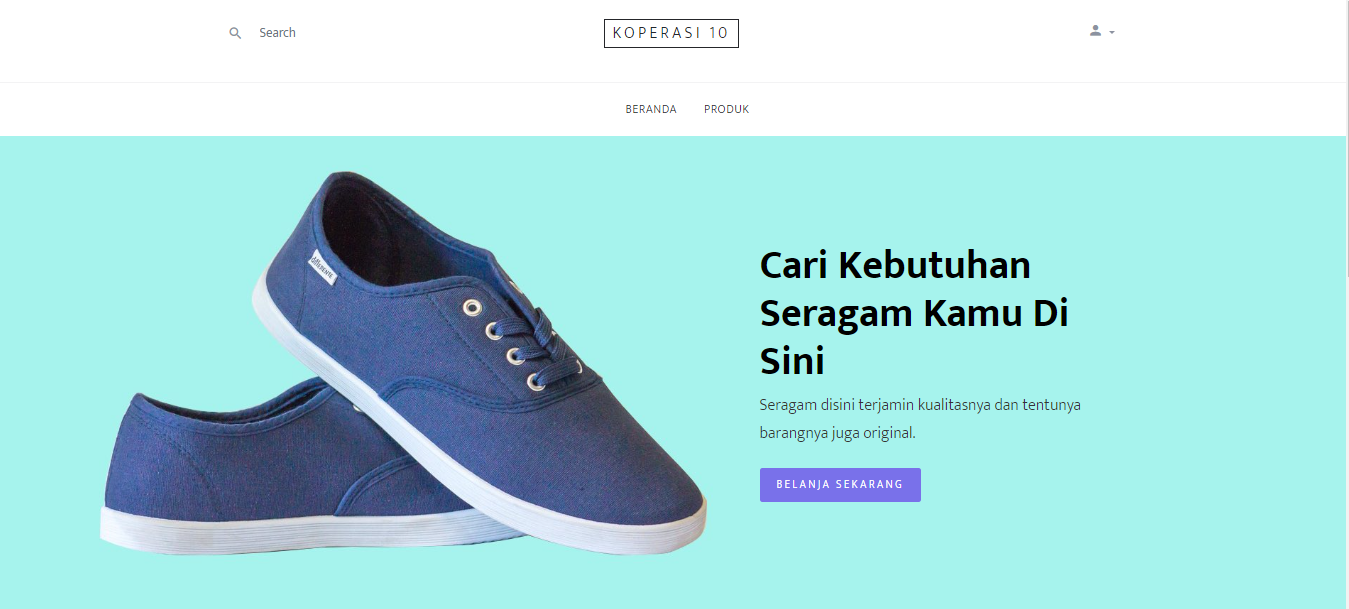 Search
KOPERASI 10
BERANDA
PRODUK
differenti
Cari Kebutuhan
Seragam Kamu Di
Sini
Seragam disini terjamin kualitasnya dan tentunya
barangnya juga original.
BELANJA SEKARANG